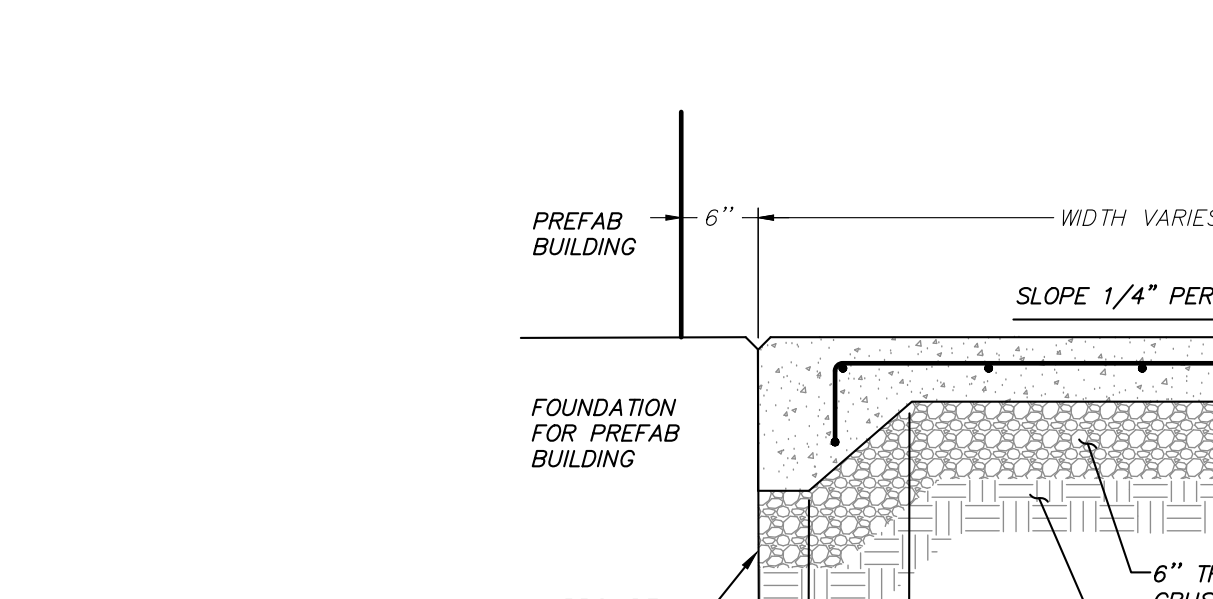 PREFAB
BUILDING
6"
WIDTH VARIES
SLOPE 1/4" PER
FOUNDATION
FOR PREFAB
BUILDING
6"